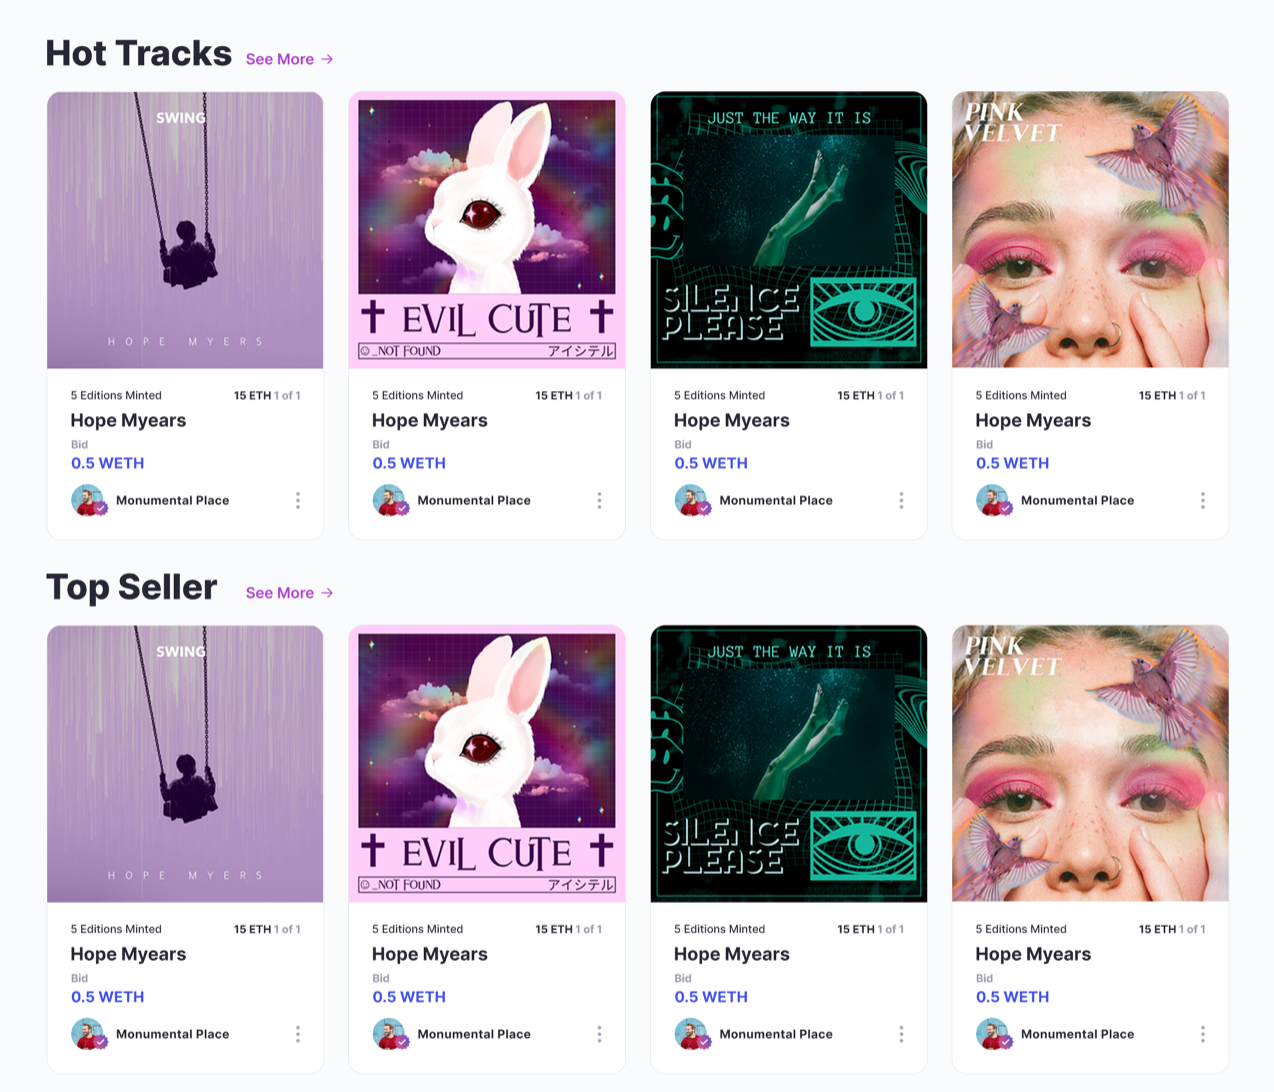 Hot Tracks See More →
SWING
HOPE MYERS
EVIL CUTE
☺_NOT FOUND アイシテル
JUST THE WAY IT IS
SILENCE
PLEASE
PINK
VELVET
5 Editions Minted 15 ETH 1 of 1
Hope Myears
Bid
0.5 WETH
Monumental Place
5 Editions Minted 15 ETH 1 of 1
Hope Myears
Bid
0.5 WETH
Monumental Place
5 Editions Minted 15 ETH 1 of 1
Hope Myears
Bid
0.5 WETH
Monumental Place
5 Editions Minted 15 ETH 1 of 1
Hope Myears
Bid
0.5 WETH
Monumental Place
Top Seller See More →
SWING
HOPE MYERS
EVIL CUTE
☺_NOT FOUND アイシテル
JUST THE WAY IT IS
SILENCE
PLEASE
PINK
VELVET
5 Editions Minted 15 ETH 1 of 1
Hope Myears
Bid
0.5 WETH
Monumental Place
5 Editions Minted 15 ETH 1 of 1
Hope Myears
Bid
0.5 WETH
Monumental Place
5 Editions Minted 15 ETH 1 of 1
Hope Myears
Bid
0.5 WETH
Monumental Place
5 Editions Minted 15 ETH 1 of 1
Hope Myears
Bid
0.5 WETH
Monumental Place